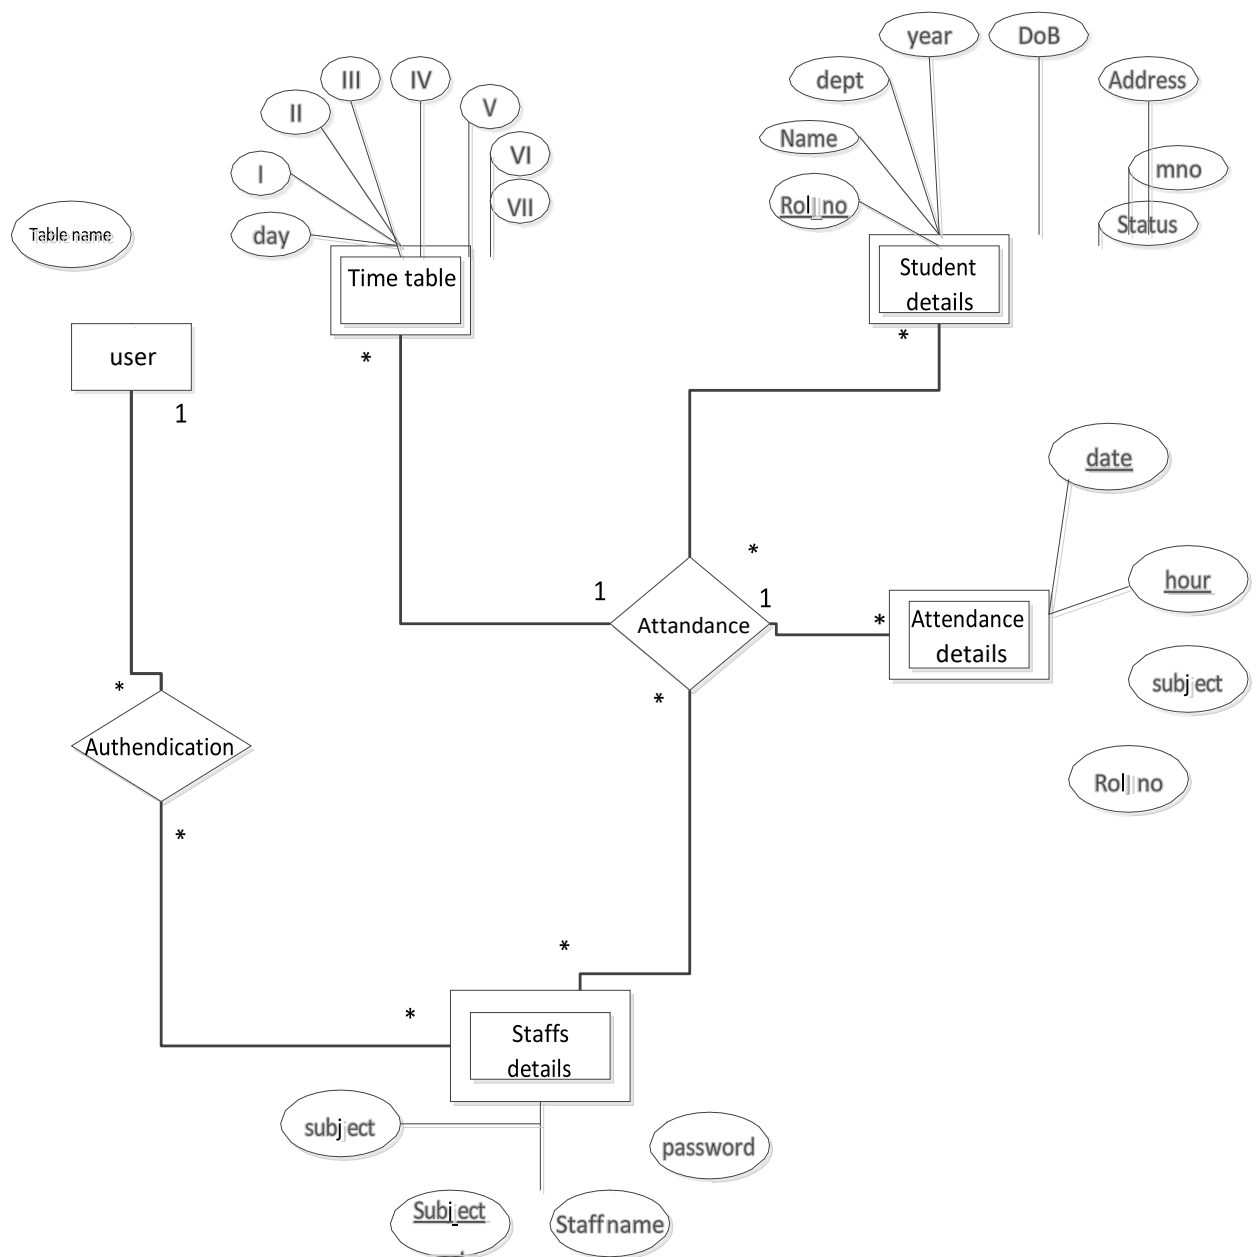 year
DoB
III
IV
dept
Address
II
V
Name
VI
mno
I
VII
Roll no
Status
Table name
day
Time table
Student
details
*
*
user
1
date
*
1
1
hour
Attandance
*
Attendance
details
*
*
subject
Authendication
Roll no
*
*
*
Staffs
details
subject
password
Subject
Staff name